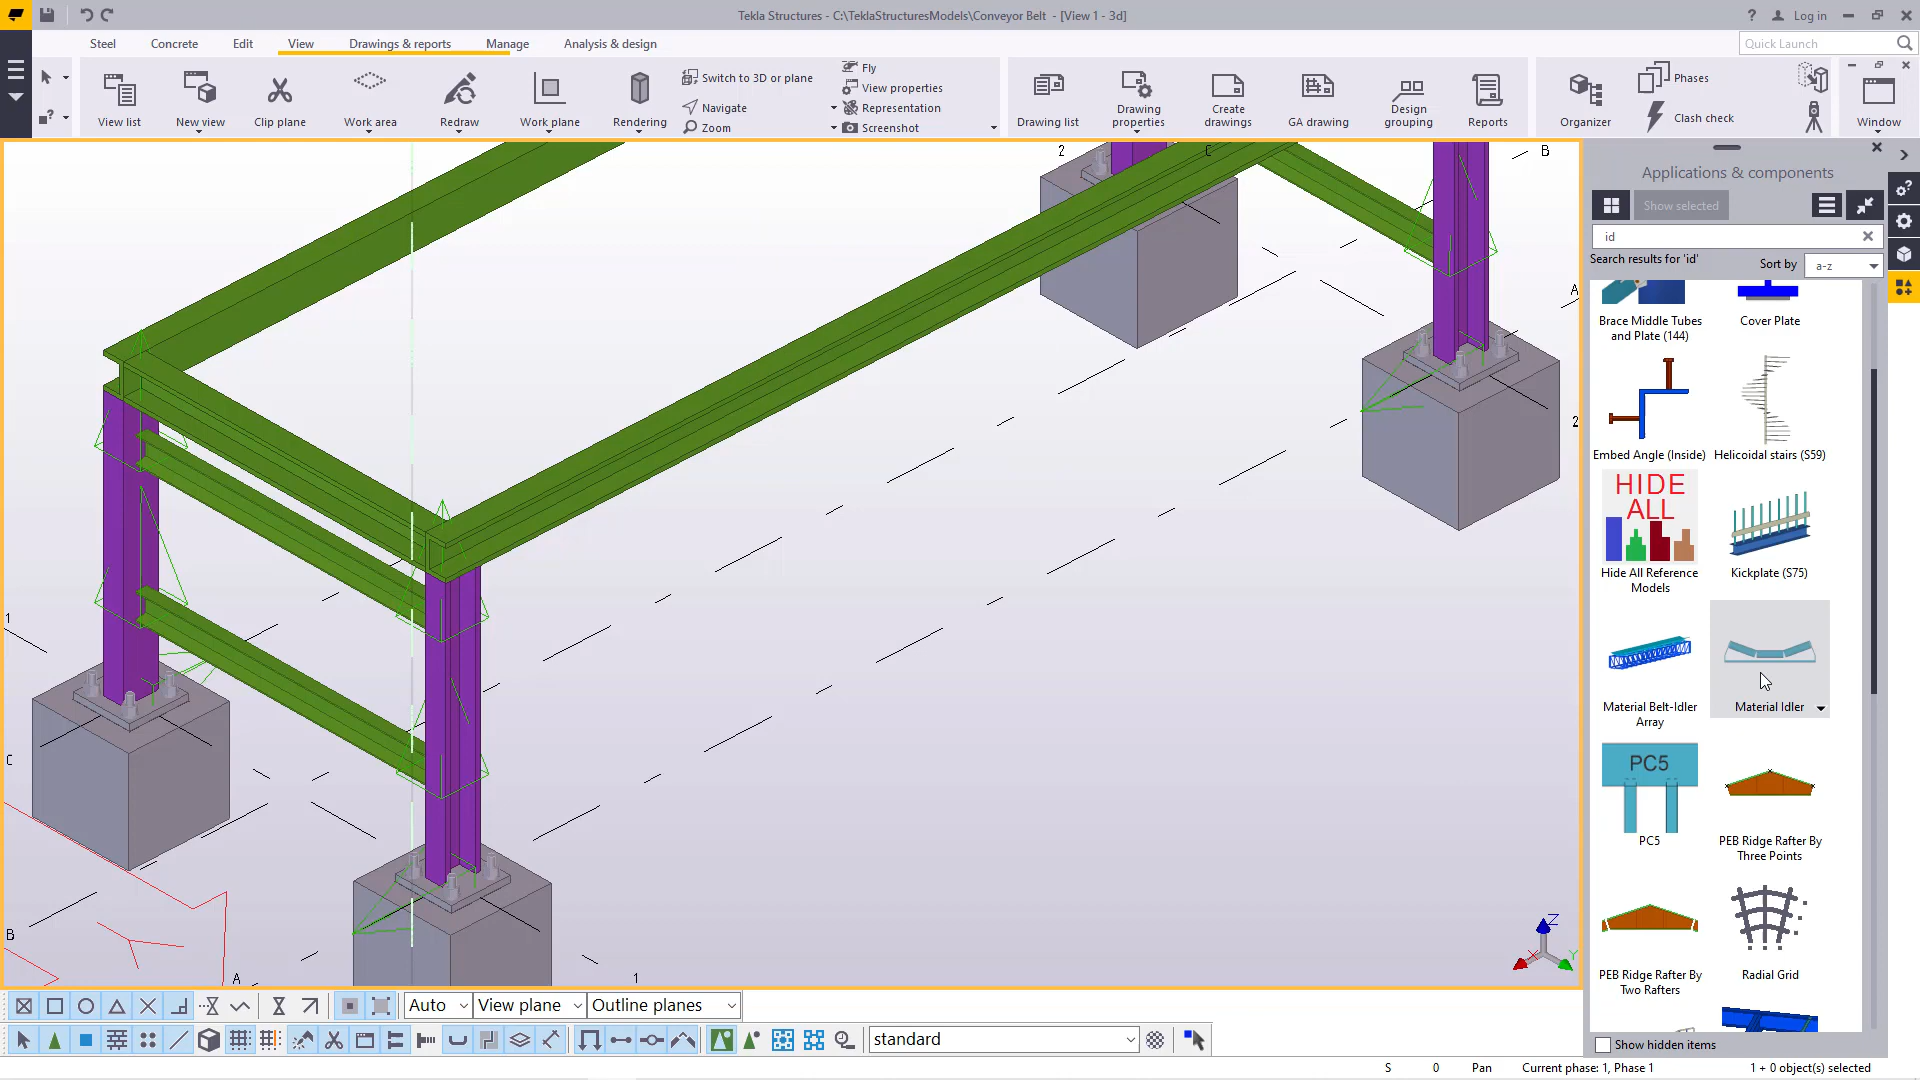 Tekla Structures - C:\TeklaStructuresModels\Conveyor Belt - [View 1 - 3d]
? Log in
Steel Concrete Edit View Drawings & reports Manage Analysis & design
Quick Launch
View list
New view
Clip plane
Work area
Redraw
Work plane
Rendering
Switch to 3D or plane
Navigate
Zoom
Fly
View properties
Representation
Screenshot
Drawing list
Drawing
properties
Create
drawings
GA drawing
Design
grouping
Reports
Organizer
Phases
Clash check
Window
2
C
B
A
2
1
C
B
A
1
Z
X
Y
Applications & components
Show selected
id
Search results for 'id'
Sort by a-z
Brace Middle Tubes
and Plate (144)
Cover Plate
Embed Angle (Inside)
Helicoidal stairs (S59)
HIDE
ALL
Hide All Reference
Models
Kickplate (S75)
Material Belt-Idler
Array
Material Idler
PC5
PC5
PEB Ridge Rafter By
Three Points
PEB Ridge Rafter By
Two Rafters
Radial Grid
Show hidden items
Auto View plane Outline planes
standard
S 0 Pan Current phase: 1, Phase 1 1 + 0 object(s) selected